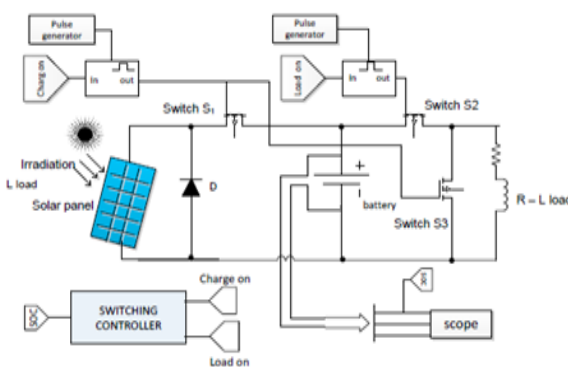 Pulse
generator
Pulse
generator
Charg on
In out
Load on
In out
Switch S1
Switch S2
Irradiation
L load
Solar panel
D
+
battery
Switch S3
R = L load
Charge on
SOC
SWITCHING
CONTROLLER
Load on
SOC
scope